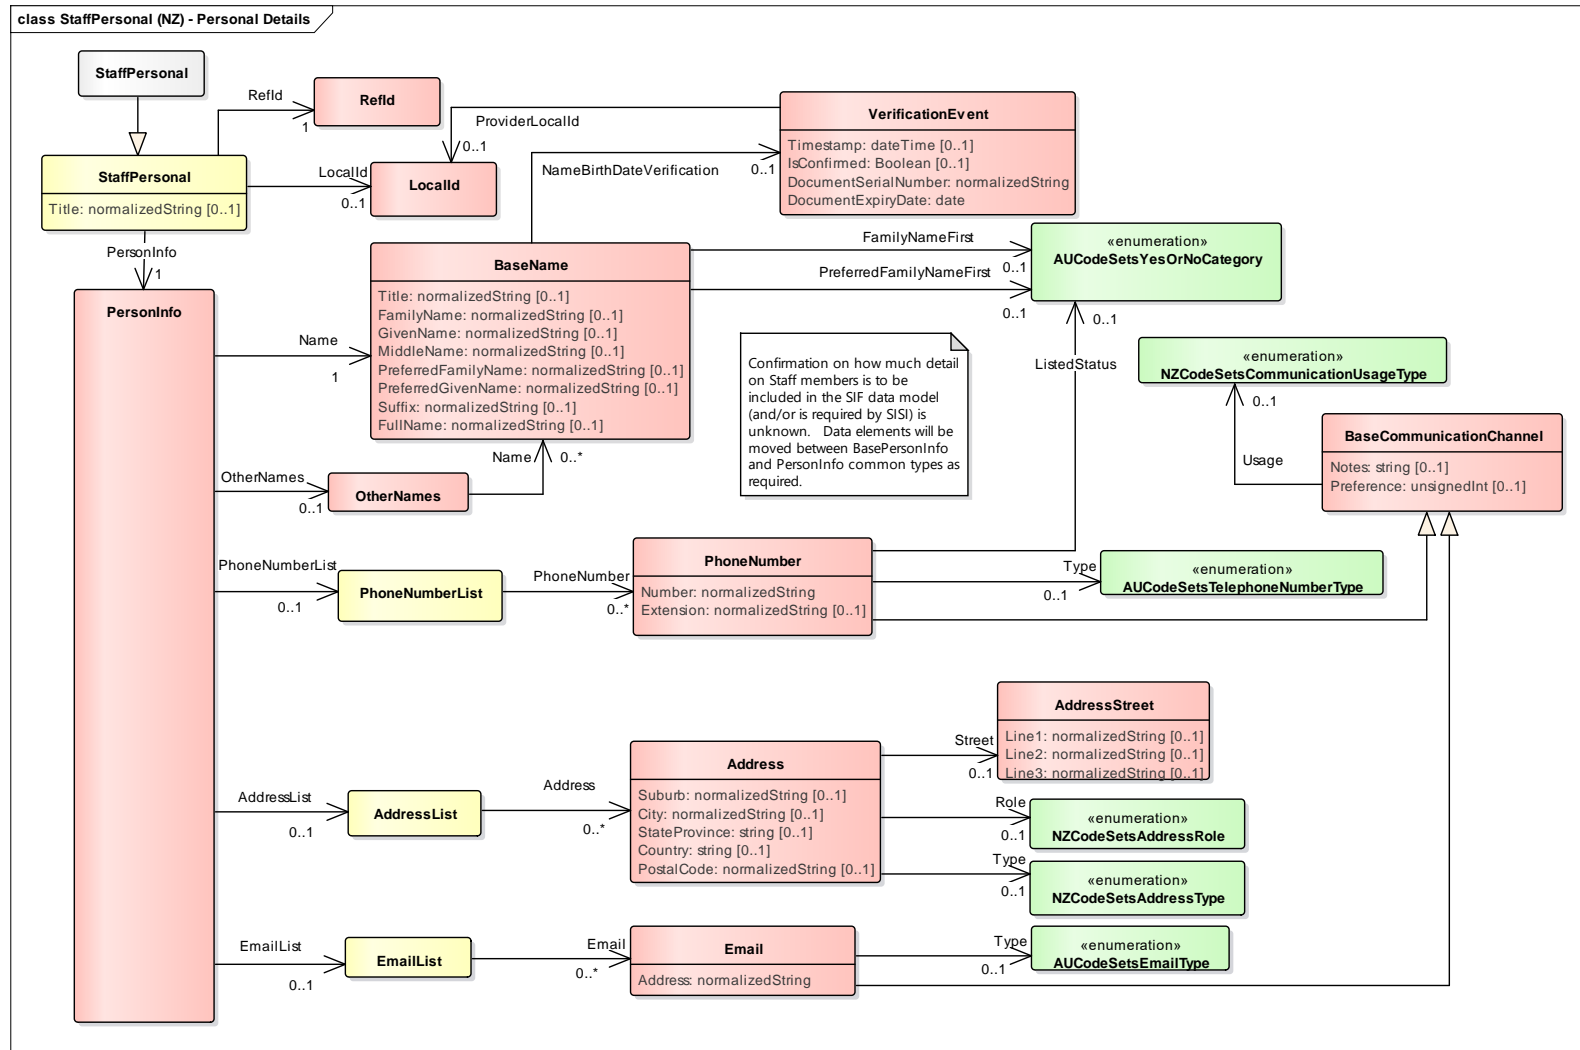 class StaffPersonal (NZ) - Personal Details
StaffPersonal
RefId
1
RefId
StaffPersonal
Title: normalizedString [0..1]
LocalId
0..1
LocalId
ProviderLocalId
0..1
VerificationEvent
Timestamp: dateTime [0..1]
IsConfirmed: Boolean [0..1]
DocumentSerialNumber: normalizedString
DocumentExpiryDate: date
NameBirthDateVerification
0..1
PersonInfo
1
PersonInfo
Name
1
BaseName
Title: normalizedString [0..1]
FamilyName: normalizedString [0..1]
GivenName: normalizedString [0..1]
MiddleName: normalizedString [0..1]
PreferredFamilyName: normalizedString [0..1]
PreferredGivenName: normalizedString [0..1]
Suffix: normalizedString [0..1]
FullName: normalizedString [0..1]
FamilyNameFirst
0..1
PreferredFamilyNameFirst
0..1
«enumeration»
AUCodeSetsYesOrNoCategory
0..1
ListedStatus
Confirmation on how much detail
on Staff members is to be
included in the SIF data model
(and/or is required by SISI) is
unknown.   Data elements will be
moved between BasePersonInfo
and PersonInfo common types as
required.
«enumeration»
NZCodeSetsCommunicationUsageType
0..1
Usage
BaseCommunicationChannel
Notes: string [0..1]
Preference: unsignedInt [0..1]
Name
0..*
OtherNames
0..1
OtherNames
PhoneNumberList
0..1
PhoneNumberList
PhoneNumber
0..*
PhoneNumber
Number: normalizedString
Extension: normalizedString [0..1]
Type
0..1
«enumeration»
AUCodeSetsTelephoneNumberType
AddressList
0..1
AddressList
Address
0..*
Address
Suburb: normalizedString [0..1]
City: normalizedString [0..1]
StateProvince: string [0..1]
Country: string [0..1]
PostalCode: normalizedString [0..1]
Street
0..1
AddressStreet
Line1: normalizedString [0..1]
Line2: normalizedString [0..1]
Line3: normalizedString [0..1]
Role
0..1
«enumeration»
NZCodeSetsAddressRole
Type
0..1
«enumeration»
NZCodeSetsAddressType
EmailList
0..1
EmailList
Email
0..*
Email
Address: normalizedString
Type
0..1
«enumeration»
AUCodeSetsEmailType